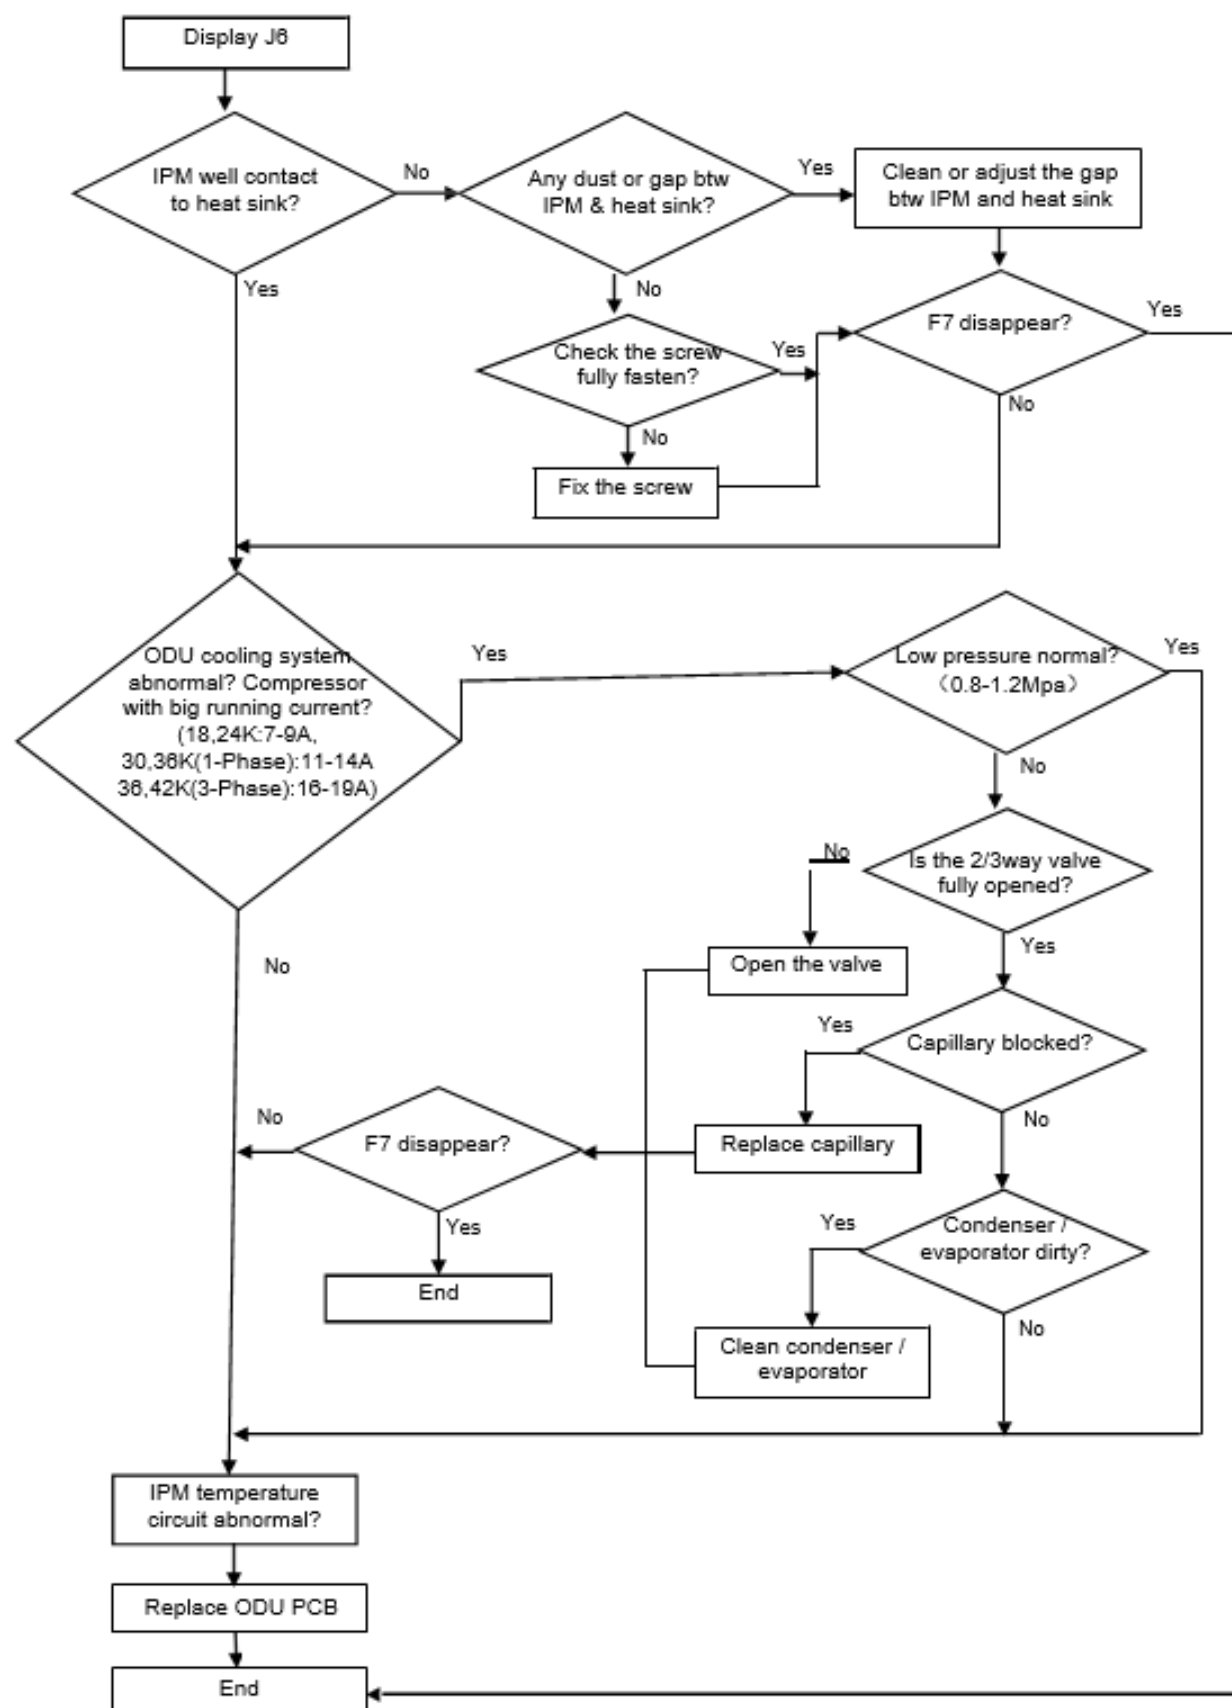 Display J6
IPM well contact
to heat sink?
No
Any dust or gap btw
IPM & heat sink?
Yes
Clean or adjust the gap
btw IPM and heat sink
Yes
No
F7 disappear?
Yes
Check the screw
fully fasten?
Yes
No
No
Fix the screw
ODU cooling system
abnormal? Compressor
with big running current?
(18,24K:7-9A,
30,36K(1-Phase):11-14A
36,42K(3-Phase):16-19A)
Yes
Low pressure normal?
(0.8-1.2Mpa)
Yes
No
No
Is the 2/3way valve
fully opened?
No
Yes
Open the valve
Yes
Capillary blocked?
No
No
F7 disappear?
Replace capillary
Yes
Yes
Condenser /
evaporator dirty?
End
No
Clean condenser /
evaporator
IPM temperature
circuit abnormal?
Replace ODU PCB
End